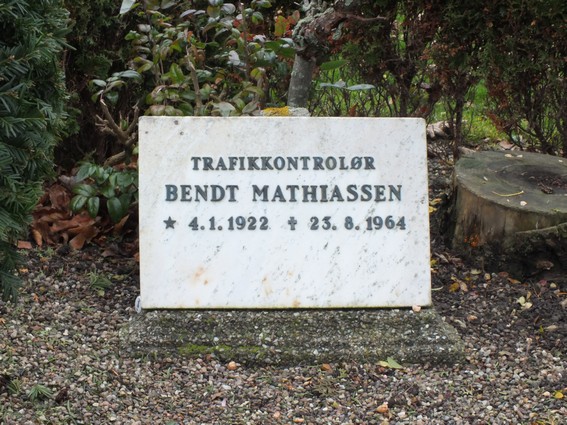 TRAFIKKONTROLØR
BENDT MATHIASSEN
★ 4.1.1922 ✝ 23.8.1964